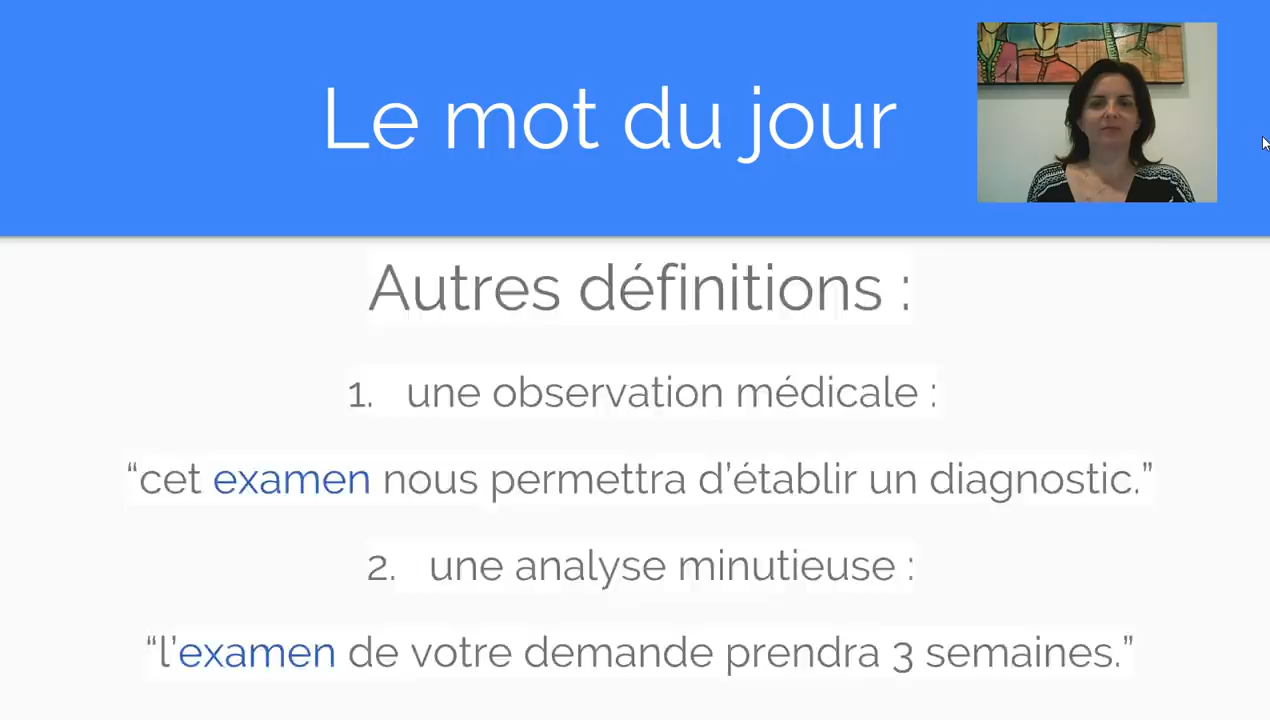 Le mot du jour
Autres définitions :
1. une observation médicale :
“cet examen nous permettra d’établir un diagnostic.”
2. une analyse minutieuse :
“l’examen de votre demande prendra 3 semaines.”